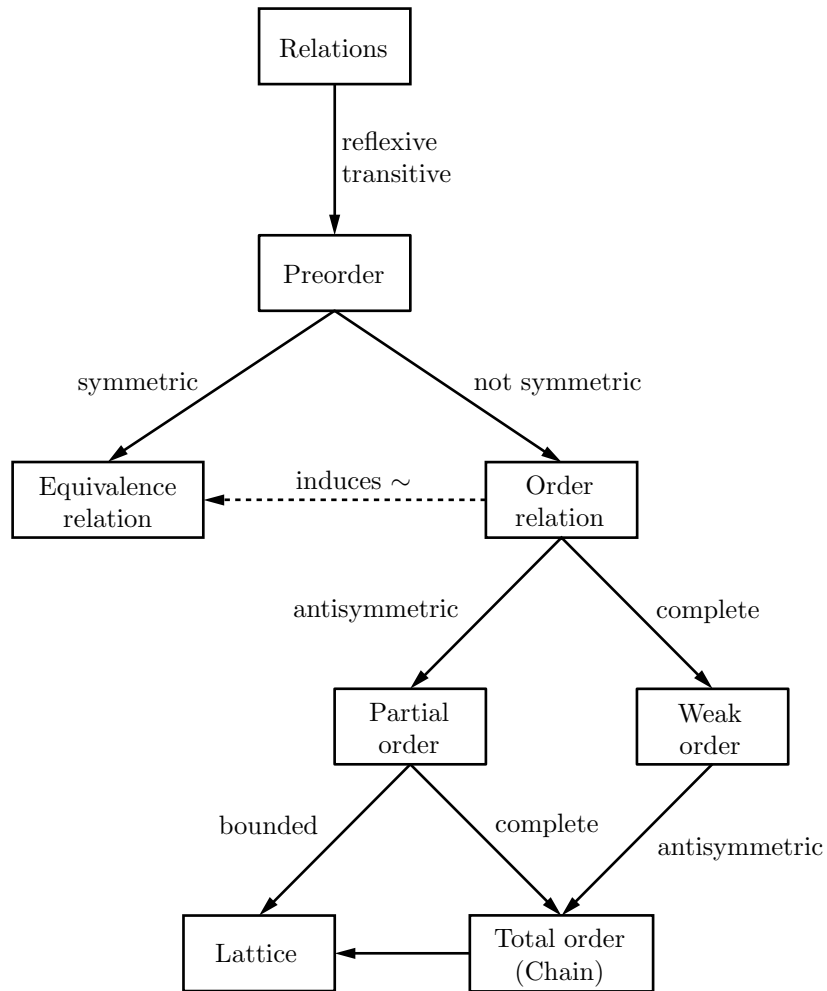 Relations
reflexive
transitive
Preorder
symmetric
not symmetric
Equivalence
relation
induces ∼
Order
relation
antisymmetric
complete
Partial
order
Weak
order
bounded
complete
antisymmetric
Lattice
Total order
(Chain)